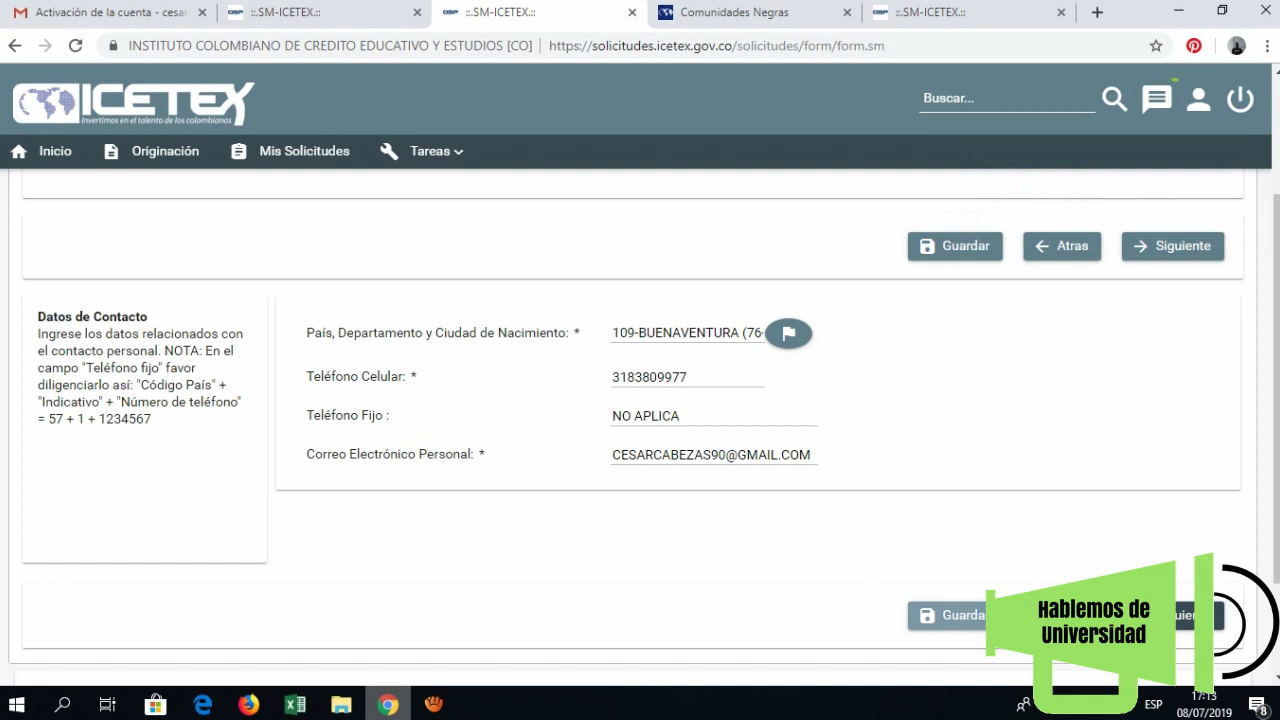 Activación de la cuenta - cesar
::.SM-ICETEX.::
::.SM-ICETEX.::
Comunidades Negras
::.SM-ICETEX.::
INSTITUTO COLOMBIANO DE CREDITO EDUCATIVO Y ESTUDIOS [CO] | https://solicitudes.icetex.gov.co/solicitudes/form/form.sm
ICETEX
Invertimos en el talento de los colombianos
Buscar...
Inicio
Originación
Mis Solicitudes
Tareas
Guardar
Atras
Siguiente
Datos de Contacto
Ingrese los datos relacionados con
el contacto personal. NOTA: En el
campo "Teléfono fijo" favor
diligenciarlo así: "Código País" +
"Indicativo" + "Número de teléfono"
= 57 + 1 + 1234567
País, Departamento y Ciudad de Nacimiento: *
109-BUENAVENTURA (76-
Teléfono Celular: *
3183809977
Teléfono Fijo :
NO APLICA
Correo Electrónico Personal: *
CESARCABEZAS90@GMAIL.COM
Guarda
Hablemos de
Universidad
ESP
17:13
08/07/2019
8